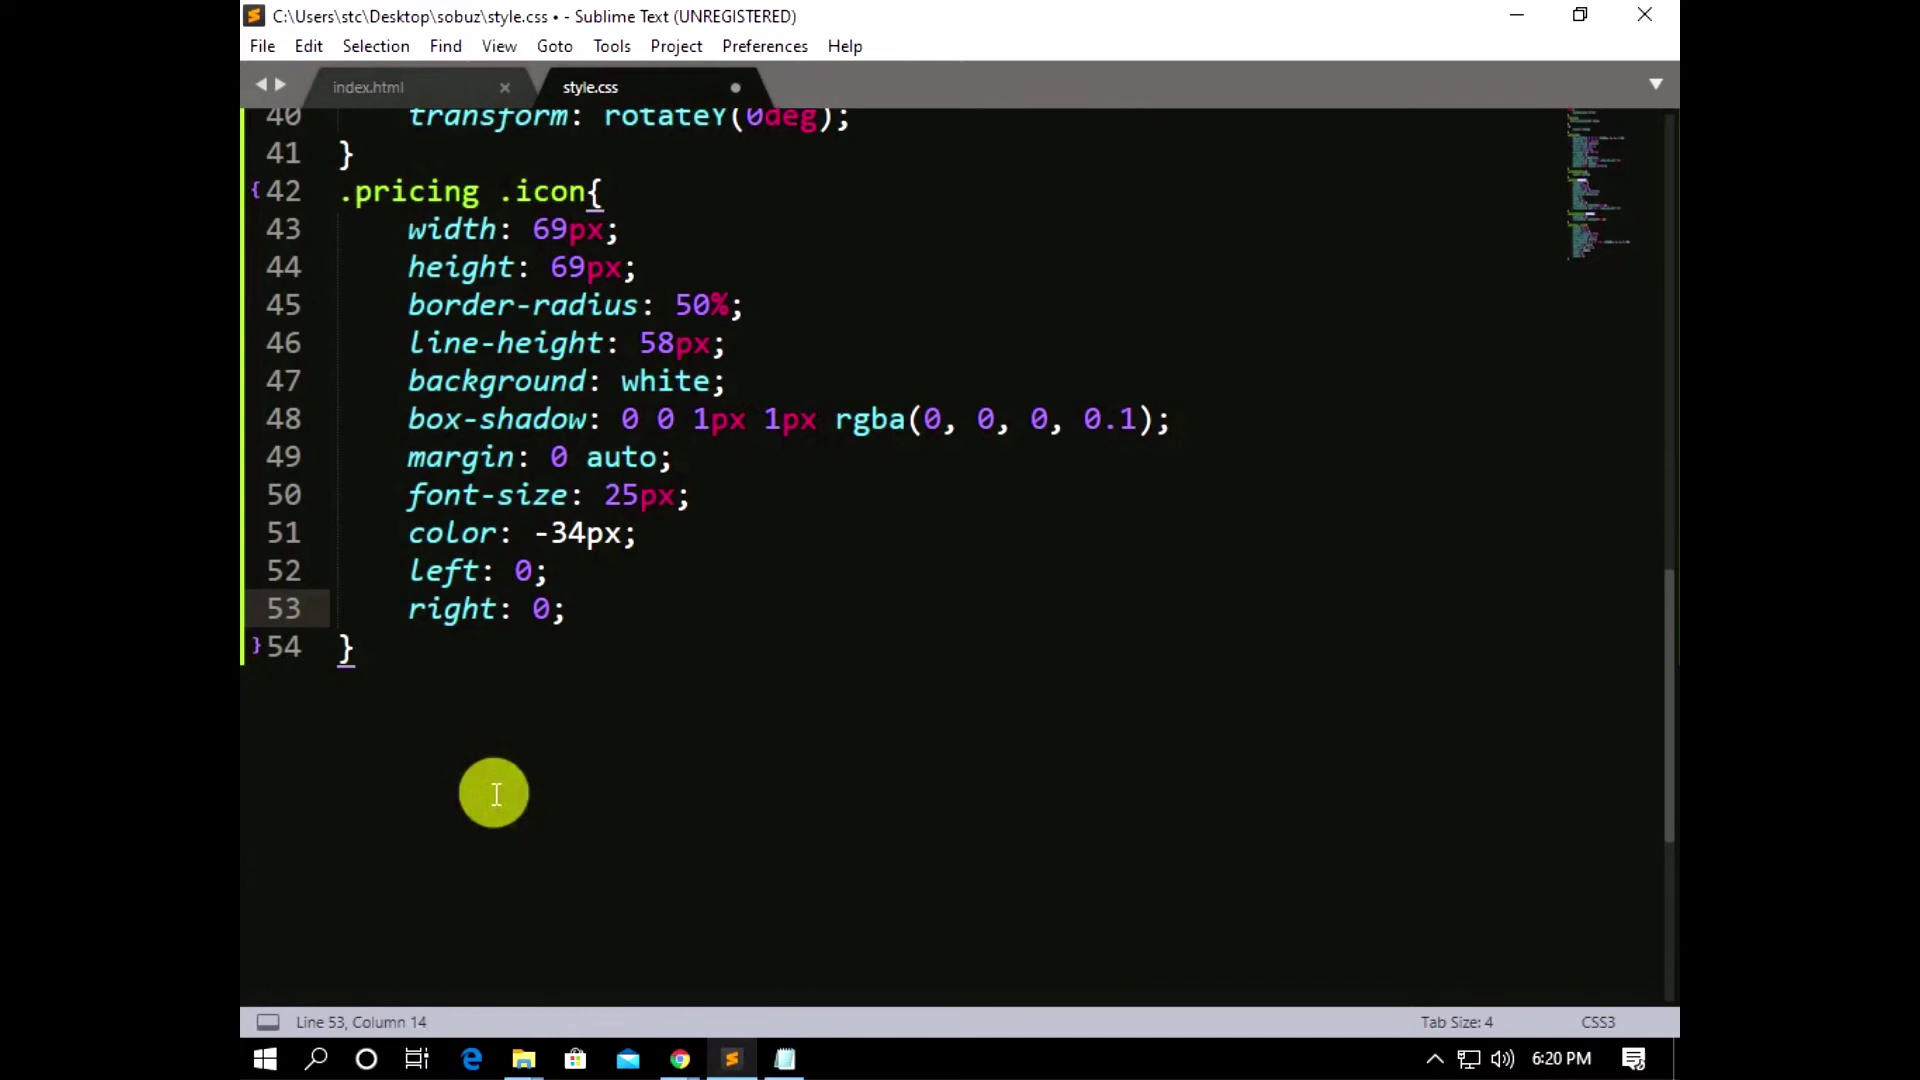 C:\Users\stc\Desktop\sobuz\style.css • - Sublime Text (UNREGISTERED)
File Edit Selection Find View Goto Tools Project Preferences Help
index.html style.css
40 transform: rotateY(0deg);
41 }
42 .pricing .icon{
43 width: 69px;
44 height: 69px;
45 border-radius: 50%;
46 line-height: 58px;
47 background: white;
48 box-shadow: 0 0 1px 1px rgba(0, 0, 0, 0.1);
49 margin: 0 auto;
50 font-size: 25px;
51 color: -34px;
52 left: 0;
53 right: 0;
54 }
Line 53, Column 14 Tab Size: 4 CSS3
6:20 PM